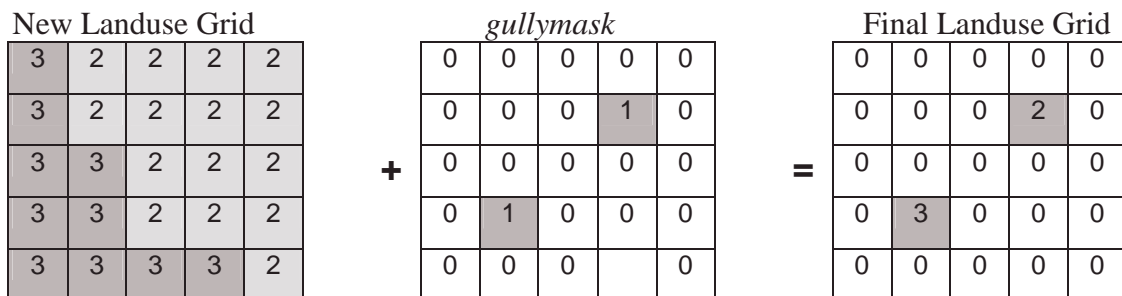 New Landuse Grid gullymask Final Landuse Grid
3 2 2 2 2 0 0 0 0 0 0 0 0 0 0
3 2 2 2 2 0 0 0 1 0 0 0 0 2 0
3 3 2 2 2 + 0 0 0 0 0 = 0 0 0 0 0
3 3 2 2 2 0 1 0 0 0 0 3 0 0 0
3 3 3 3 2 0 0 0 0 0 0 0 0 0